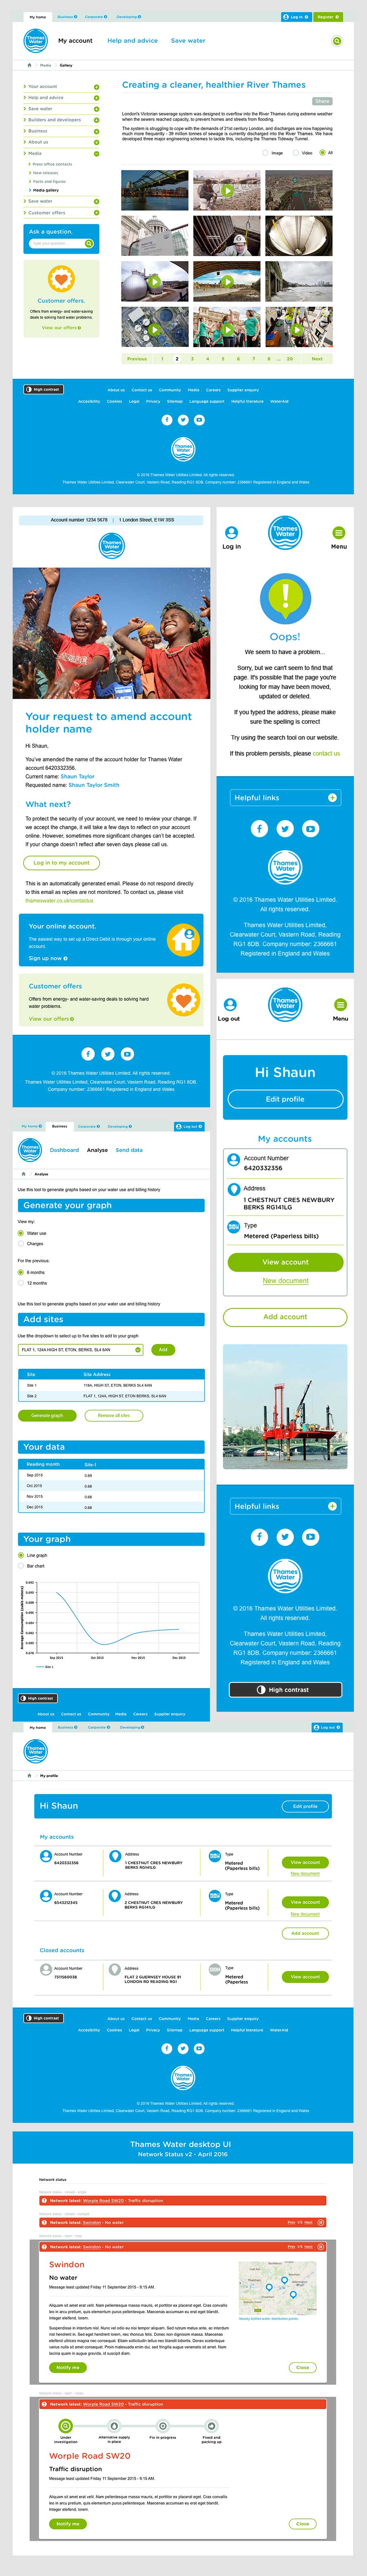 My home
Business
Corporate
Developing
Log in
Register
Thames Water
My account
Help and advice
Save water
Media
Gallery
Your account
Help and advice
Save water
Builders and developers
Business
About us
Media
Press office contacts
New releases
Facts and figures
Media gallery
Save water
Customer offers
Ask a question.
Type your question...
Customer offers.
Offers from energy- and water-saving
deals to solving hard water problems.
View our offers
Creating a cleaner, healthier River Thames
Share
London's Victorian sewerage system was designed to overflow into the River Thames during extreme weather
when the sewers reached capacity, to prevent homes and streets from flooding.
Image
Video
All
Previous 1 2 3 4 5 6 7 8 ... 20 Next
High contrast
About us Contact us Community Media Careers Supplier enquiry
Accessibility Cookies Legal Privacy Sitemap Language support Helpful literature WaterAid
Thames Water
© 2016 Thames Water Utilities Limited. All rights reserved.
Thames Water Utilities Limited, Clearwater Court, Vastern Road, Reading RG1 8DB. Company number: 2366661 Registered in England and Wales
Account number 1234 5678 | 1 London Street, E1W 3SS
Thames Water
Your request to amend account
holder name
Hi Shaun,
You've amended the name of the account holder for Thames Water
account 6420332356.
Current name: Shaun Taylor
Requested name: Shaun Taylor Smith
What next?
To protect the security of your account, we need to review your change. If
we accept the change, it will take a few days to reflect on your account
online. However, sometimes more significant changes can't be accepted.
If your change doesn't reflect after seven days please call us.
Log in to my account
This is an automatically generated email. Please do not respond directly
to this email as replies are not monitored. To contact us, please visit
thameswater.co.uk/contactus
Your online account.
The easiest way to set up a Direct Debit is through your online
account.
Sign up now
Customer offers
Offers from energy- and water-saving deals to solving hard
water problems.
View our offers
© 2016 Thames Water Utilities Limited. All rights reserved.
Thames Water Utilities Limited, Clearwater Court, Vastern Road, Reading RG1 8DB.
Company number: 2366661 Registered in England and Wales
Log in
Thames Water
Menu
Oops!
We seem to have a problem...
Sorry, but we can't seem to find that
page. It's possible that the page you're
looking for may have been moved,
updated or deleted.
If you typed the address, please make
sure the spelling is correct
Try using the search tool on our website.
If this problem persists, please contact us
Helpful links
Thames Water
© 2016 Thames Water Utilities Limited.
All rights reserved.
Thames Water Utilities Limited,
Clearwater Court, Vastern Road, Reading
RG1 8DB. Company number: 2366661
Registered in England and Wales
Log out
Thames Water
Menu
Hi Shaun
Edit profile
My accounts
Account Number
6420332356
Address
1 CHESTNUT CRES NEWBURY
BERKS RG141LG
Type
Metered (Paperless bills)
View account
New document
Add account
Helpful links
Thames Water
© 2016 Thames Water Utilities Limited.
All rights reserved.
Thames Water Utilities Limited,
Clearwater Court, Vastern Road, Reading
RG1 8DB. Company number: 2366661
Registered in England and Wales
High contrast
My home
Business
Corporate
Developing
Log out
Thames Water
Dashboard
Analyse
Send data
Analyse
Use this tool to generate graphs based on your water use and billing history
Generate your graph
View my:
Water use
Charges
For the previous:
6 months
12 months
Use this tool to generate graphs based on your water use and billing history
Add sites
Use the dropdown to select up to five sites to add to your graph
FLAT 1, 124A HIGH ST, ETON, BERKS, SL4 6AN
Add
Site Site Address
Site 1 118A, HIGH ST, ETON, BERKS SL4 6AN
Site 2 FLAT 1, 124A, HIGH ST, ETON BERKS, SL4 6AN
Generate graph
Remove all sites
Your data
Reading month Site-1
Sep 2015 0.69
Oct 2015 0.68
Nov 2015 0.68
Dec 2015 0.68
Your graph
Line graph
Bar chart
Sep 2015 Oct 2015 Nov 2015 Dec 2015
Site 1
High contrast
About us Contact us Community Media Careers Supplier enquiry
My home
Business
Corporate
Developing
Log out
Thames Water
My profile
Hi Shaun
Edit profile
My accounts
Account Number
6420332356
Address
1 CHESTNUT CRES NEWBURY
BERKS RG141LG
Type
Metered
(Paperless bills)
View account
New document
Account Number
6543212345
Address
2 CHESTNUT CRES NEWBURY
BERKS RG141LG
Type
Metered
(Paperless bills)
View account
New document
Add account
Closed accounts
Account Number
7311560038
Address
FLAT 2 GUERNSEY HOUSE 91
LONDON RD READING RG1
Type
Metered
(Paperless
View account
High contrast
About us Contact us Community Media Careers Supplier enquiry
Accessibility Cookies Legal Privacy Sitemap Language support Helpful literature WaterAid
Thames Water
© 2016 Thames Water Utilities Limited. All rights reserved.
Thames Water Utilities Limited, Clearwater Court, Vastern Road, Reading RG1 8DB. Company number: 2366661 Registered in England and Wales
Thames Water desktop UI
Network Status v2 - April 2016
Network status
Network latest: Worple Road SW20 - Traffic disruption
Network latest: Swindon - No water
Prev 1/3 Next
Network latest: Swindon - No water
Prev 1/3 Next
Swindon
No water
Message last updated Friday 11 September 2015 - 9:15 AM.
Notify me
Close
Network latest: Worple Road SW20 - Traffic disruption
Under
investigation
Alternative supply
in place
Fix in progress
Fixed and
packing up
Worple Road SW20
Traffic disruption
Message last updated Friday 11 September 2015 - 9:15 AM.
Notify me
Close